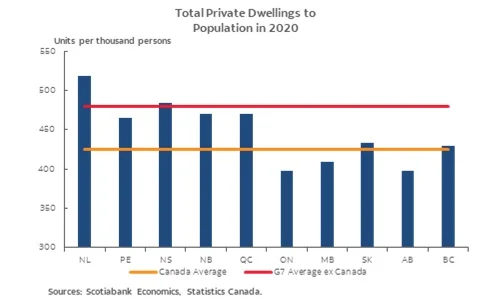 Total Private Dwellings to
Population in 2020
Units per thousand persons
550
500
450
400
350
300
NL PE NS NB QC ON MB SK AB BC
Canada Average G7 Average ex Canada
Sources: Scotiabank Economics, Statistics Canada.